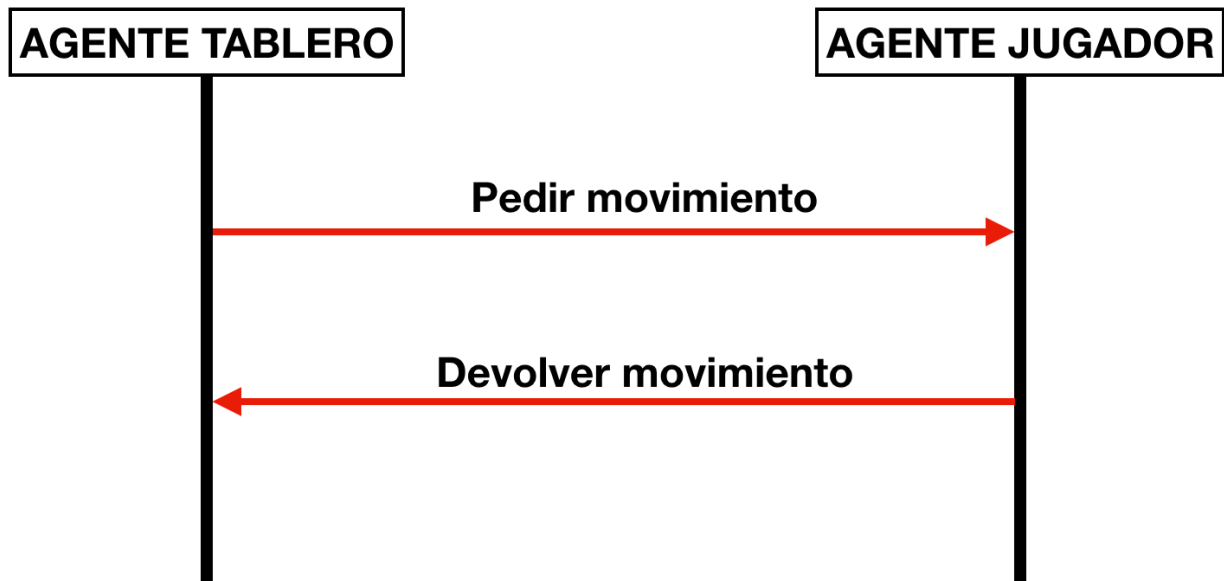 AGENTE TABLERO
AGENTE JUGADOR
Pedir movimiento
Devolver movimiento